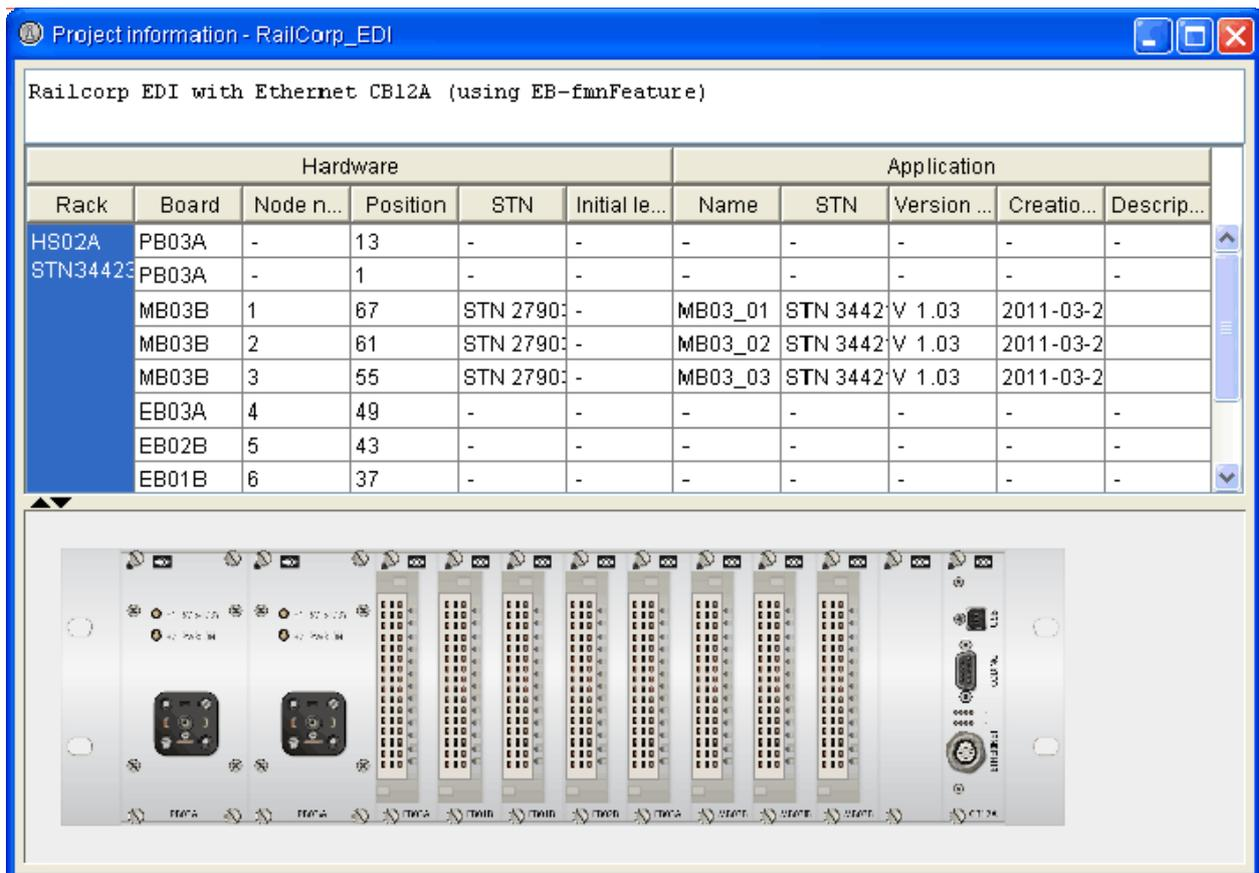 Project information - RailCorp_EDI
Railcorp EDI with Ethernet CB12A (using EB-fmnFeature)
Hardware Application
Rack Board Node n... Position STN Initial le... Name STN Version ... Creatio... Descrip...
HS02A PB03A - 13 - - - - - - -
STN34423 PB03A - 1 - - - - - - -
MB03B 1 67 STN 2790 - MB03_01 STN 3442 V 1.03 2011-03-2
MB03B 2 61 STN 2790 - MB03_02 STN 3442 V 1.03 2011-03-2
MB03B 3 55 STN 2790 - MB03_03 STN 3442 V 1.03 2011-03-2
EB03A 4 49 - - - - - - -
EB02B 5 43 - - - - - - -
EB01B 6 37 - - - - - - -
USB
ETHERNET
CB12A